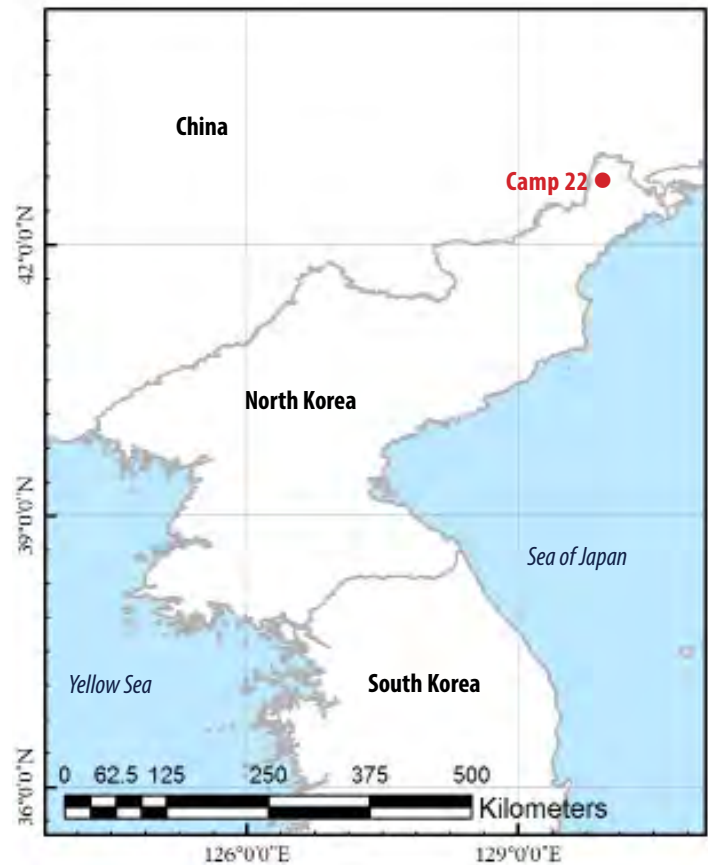 China
Camp 22
42°0'0"N
North Korea
39°0'0"N
Sea of Japan
Yellow Sea
South Korea
0 62.5 125 250 375 500
Kilometers
36°0'0"N
126°0'0"E 129°0'0"E